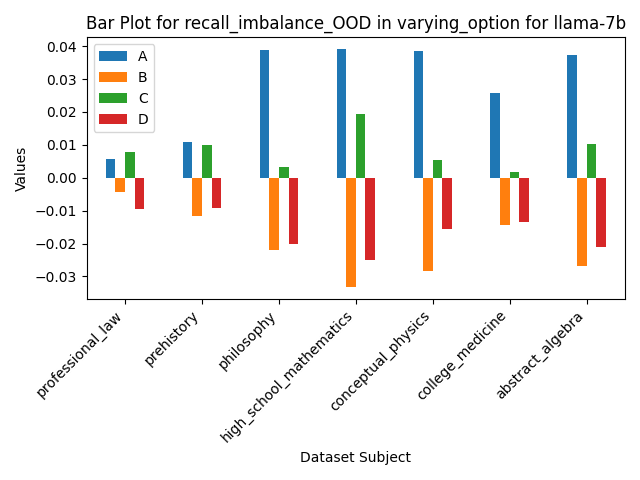 Bar Plot for recall_imbalance_OOD in varying_option for llama-7b
A
B
C
D
0.04
0.03
0.02
0.01
0.00
−0.01
−0.02
−0.03
Values
professional_law
prehistory
philosophy
high_school_mathematics
conceptual_physics
college_medicine
abstract_algebra
Dataset Subject